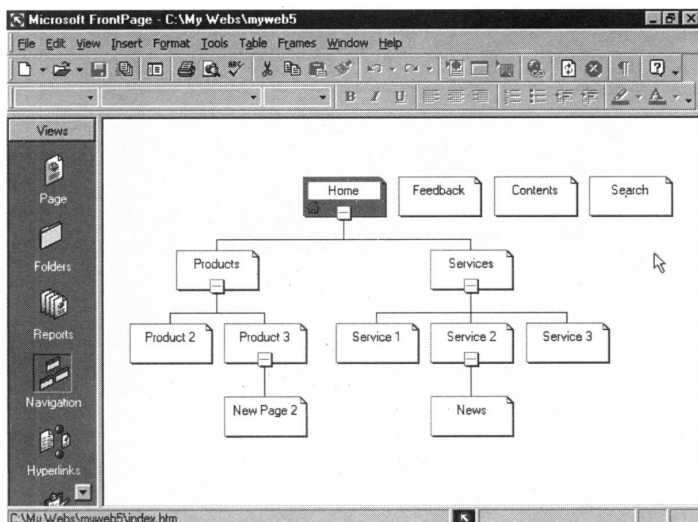 Microsoft FrontPage - C:\My Webs\myweb5
File Edit View Insert Format Tools Table Frames Window Help
B I U A
Views
Page
Folders
Reports
Navigation
Hyperlinks
Home Feedback Contents Search
Products Services
Product 2 Product 3 Service 1 Service 2 Service 3
New Page 2 News
C:\My Webs\myweb5\index.htm